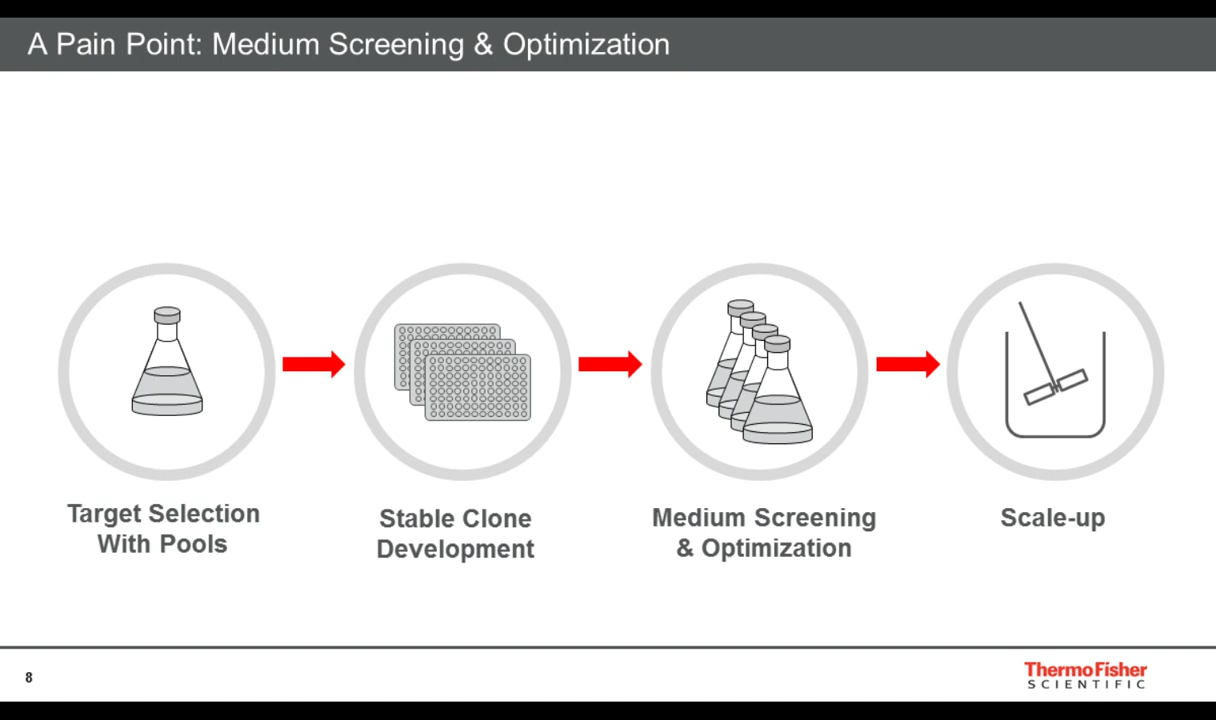 A Pain Point: Medium Screening & Optimization
Target Selection
With Pools
Stable Clone
Development
Medium Screening
& Optimization
Scale-up
8
ThermoFisher
SCIENTIFIC